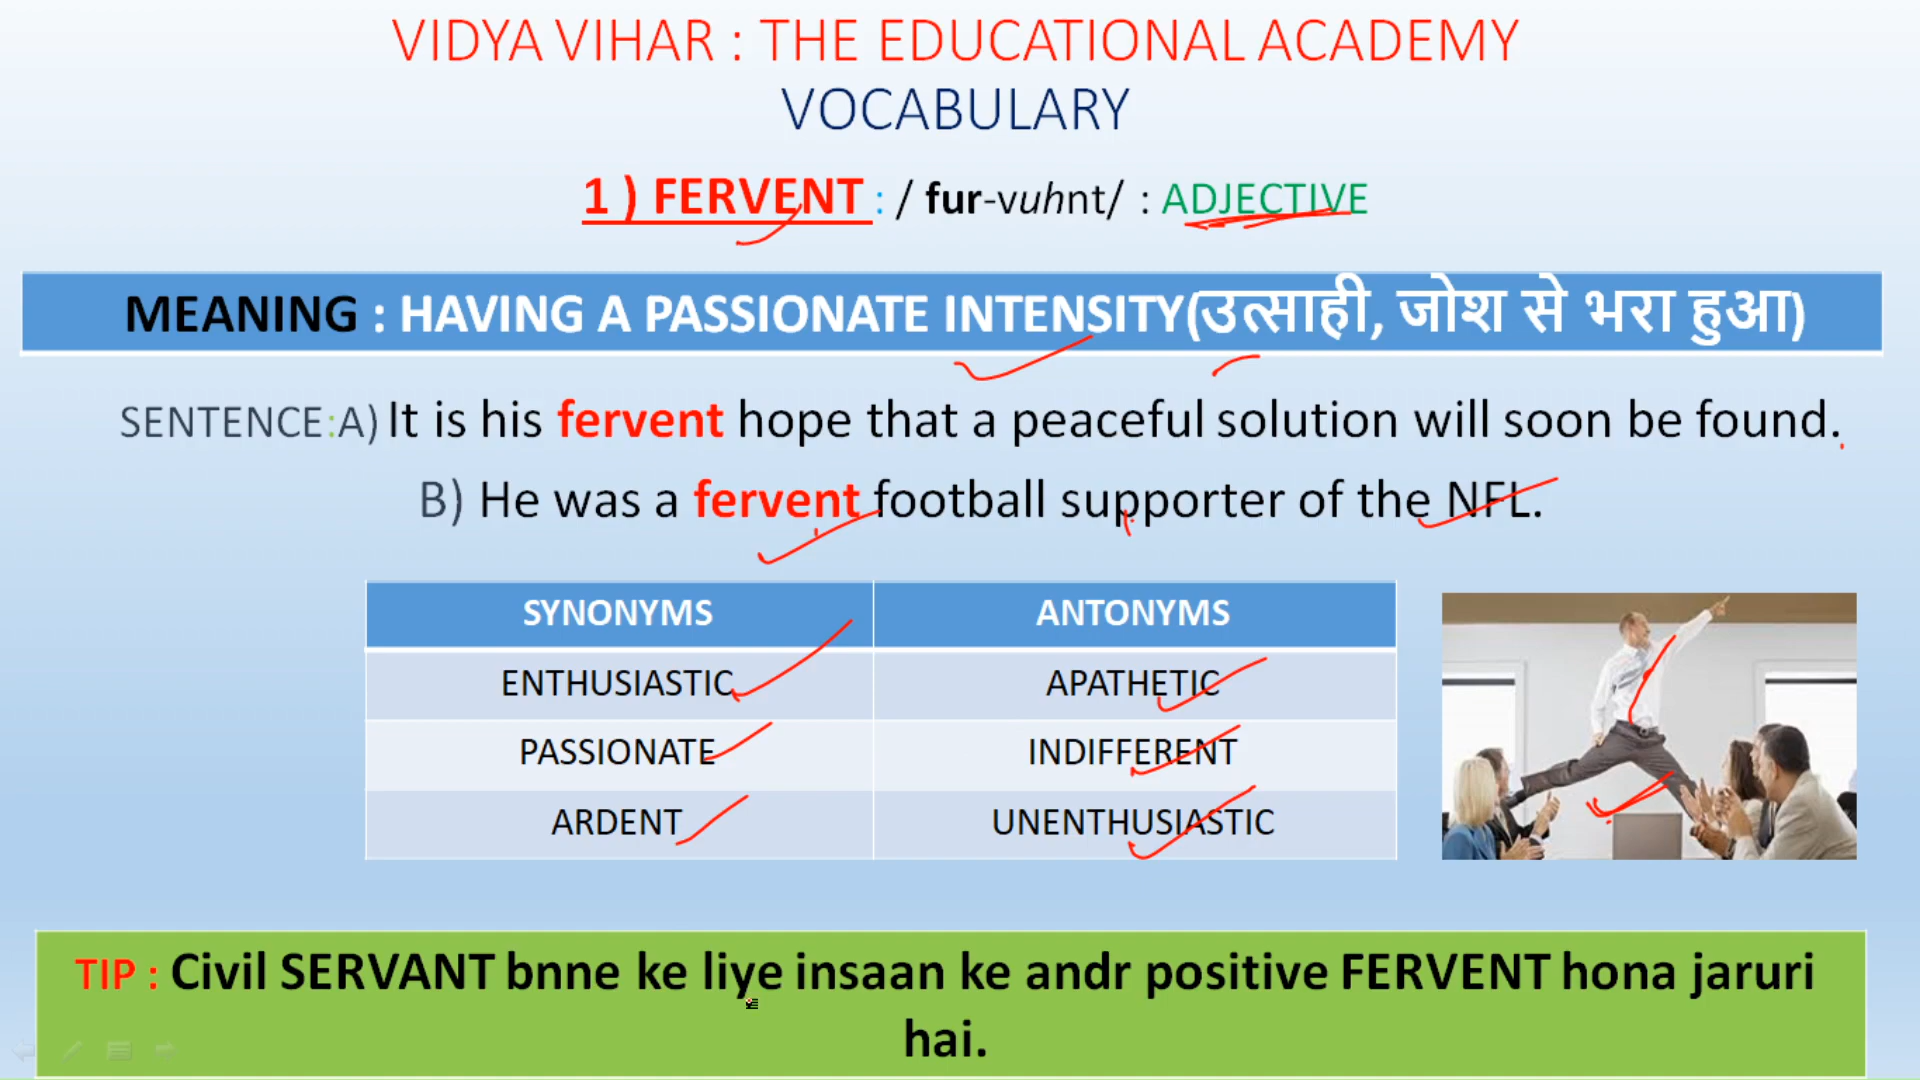 VIDYA VIHAR : THE EDUCATIONAL ACADEMY
VOCABULARY
1 ) FERVENT : / fur-vuhnt/ : ADJECTIVE
MEANING : HAVING A PASSIONATE INTENSITY(उत्साही, जोश से भरा हुआ)
SENTENCE:A) It is his fervent hope that a peaceful solution will soon be found.
B) He was a fervent football supporter of the NFL.
SYNONYMS ANTONYMS
ENTHUSIASTIC APATHETIC
PASSIONATE INDIFFERENT
ARDENT UNENTHUSIASTIC
TIP : Civil SERVANT bnne ke liye insaan ke andr positive FERVENT hona jaruri
hai.